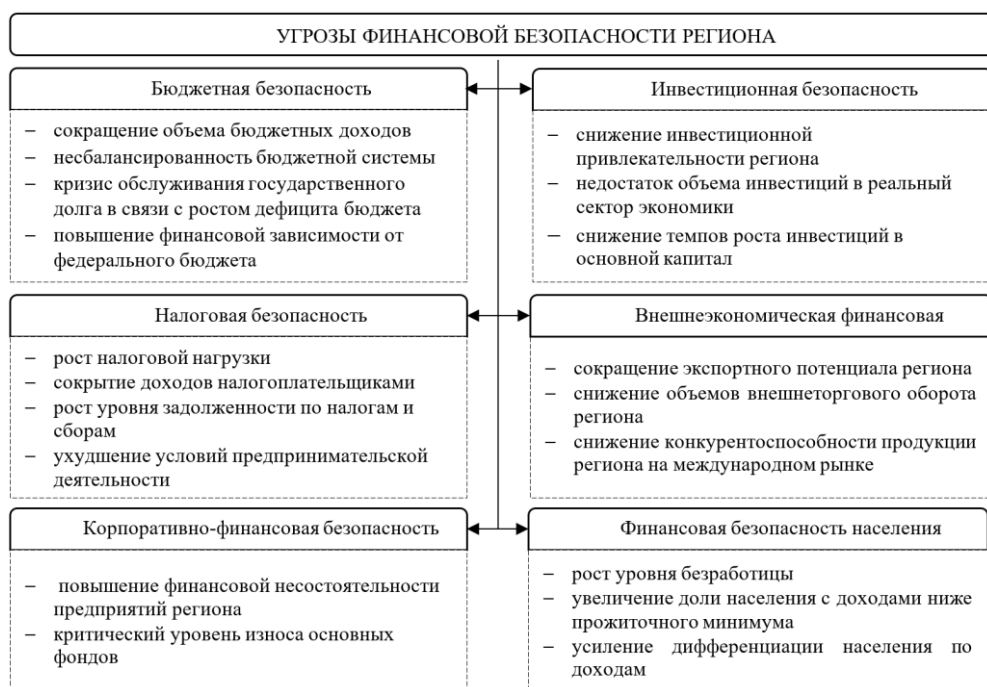 УГРОЗЫ ФИНАНСОВОЙ БЕЗОПАСНОСТИ РЕГИОНА
Бюджетная безопасность
– сокращение объема бюджетных доходов
– несбалансированность бюджетной системы
– кризис обслуживания государственного
долга в связи с ростом дефицита бюджета
– повышение финансовой зависимости от
федерального бюджета
Инвестиционная безопасность
– снижение инвестиционной
привлекательности региона
– недостаток объема инвестиций в реальный
сектор экономики
– снижение темпов роста инвестиций в
основной капитал
Налоговая безопасность
– рост налоговой нагрузки
– сокрытие доходов налогоплательщиками
– рост уровня задолженности по налогам и
сборам
– ухудшение условий предпринимательской
деятельности
Внешнеэкономическая финансовая
– сокращение экспортного потенциала региона
– снижение объемов внешнеторгового оборота
региона
– снижение конкурентоспособности продукции
региона на международном рынке
Корпоративно-финансовая безопасность
– повышение финансовой несостоятельности
предприятий региона
– критический уровень износа основных
фондов
Финансовая безопасность населения
– рост уровня безработицы
– увеличение доли населения с доходами ниже
прожиточного минимума
– усиление дифференциации населения по
доходам